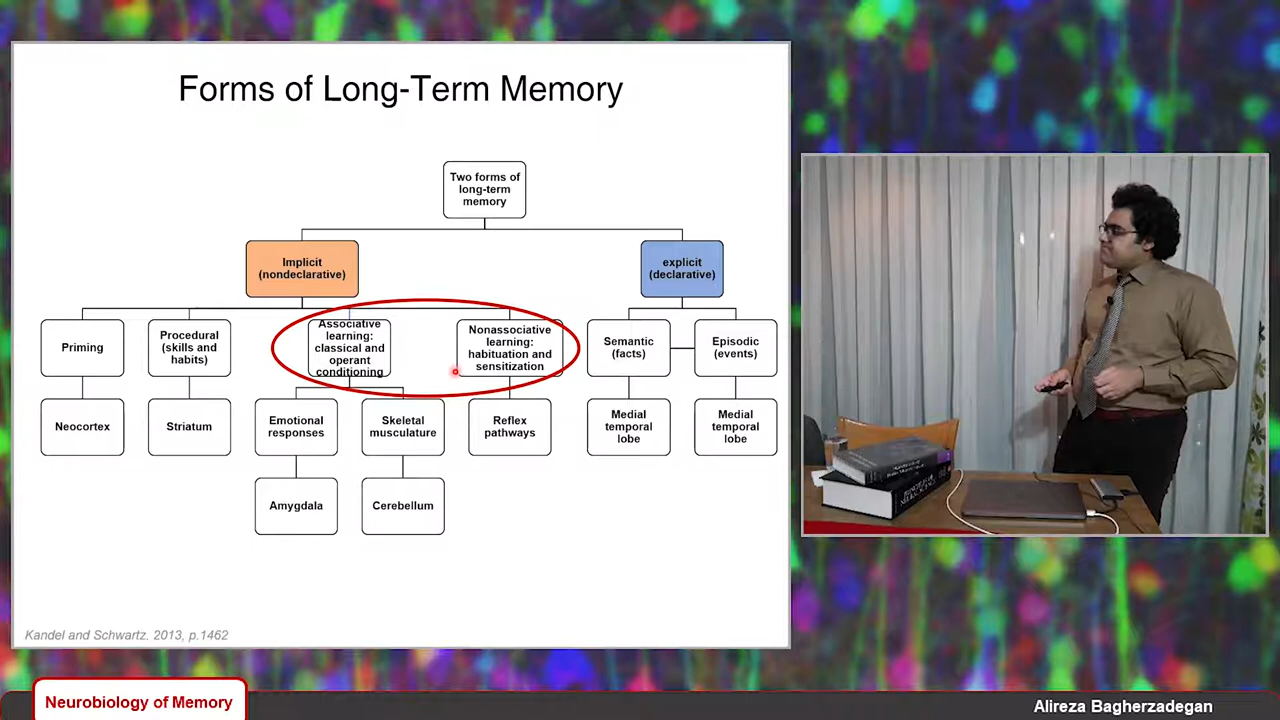 Forms of Long-Term Memory
Two forms of
long-term
memory
Implicit
(nondeclarative)
explicit
(declarative)
Priming
Procedural
(skills and
habits)
Associative
learning:
classical and
operant
conditioning
Nonassociative
learning:
habituation and
sensitization
Semantic
(facts)
Episodic
(events)
Neocortex
Striatum
Emotional
responses
Skeletal
musculature
Reflex
pathways
Medial
temporal
lobe
Medial
temporal
lobe
Amygdala
Cerebellum
Kandel and Schwartz. 2013, p.1462
Neurobiology of Memory
Alireza Bagherzadegan